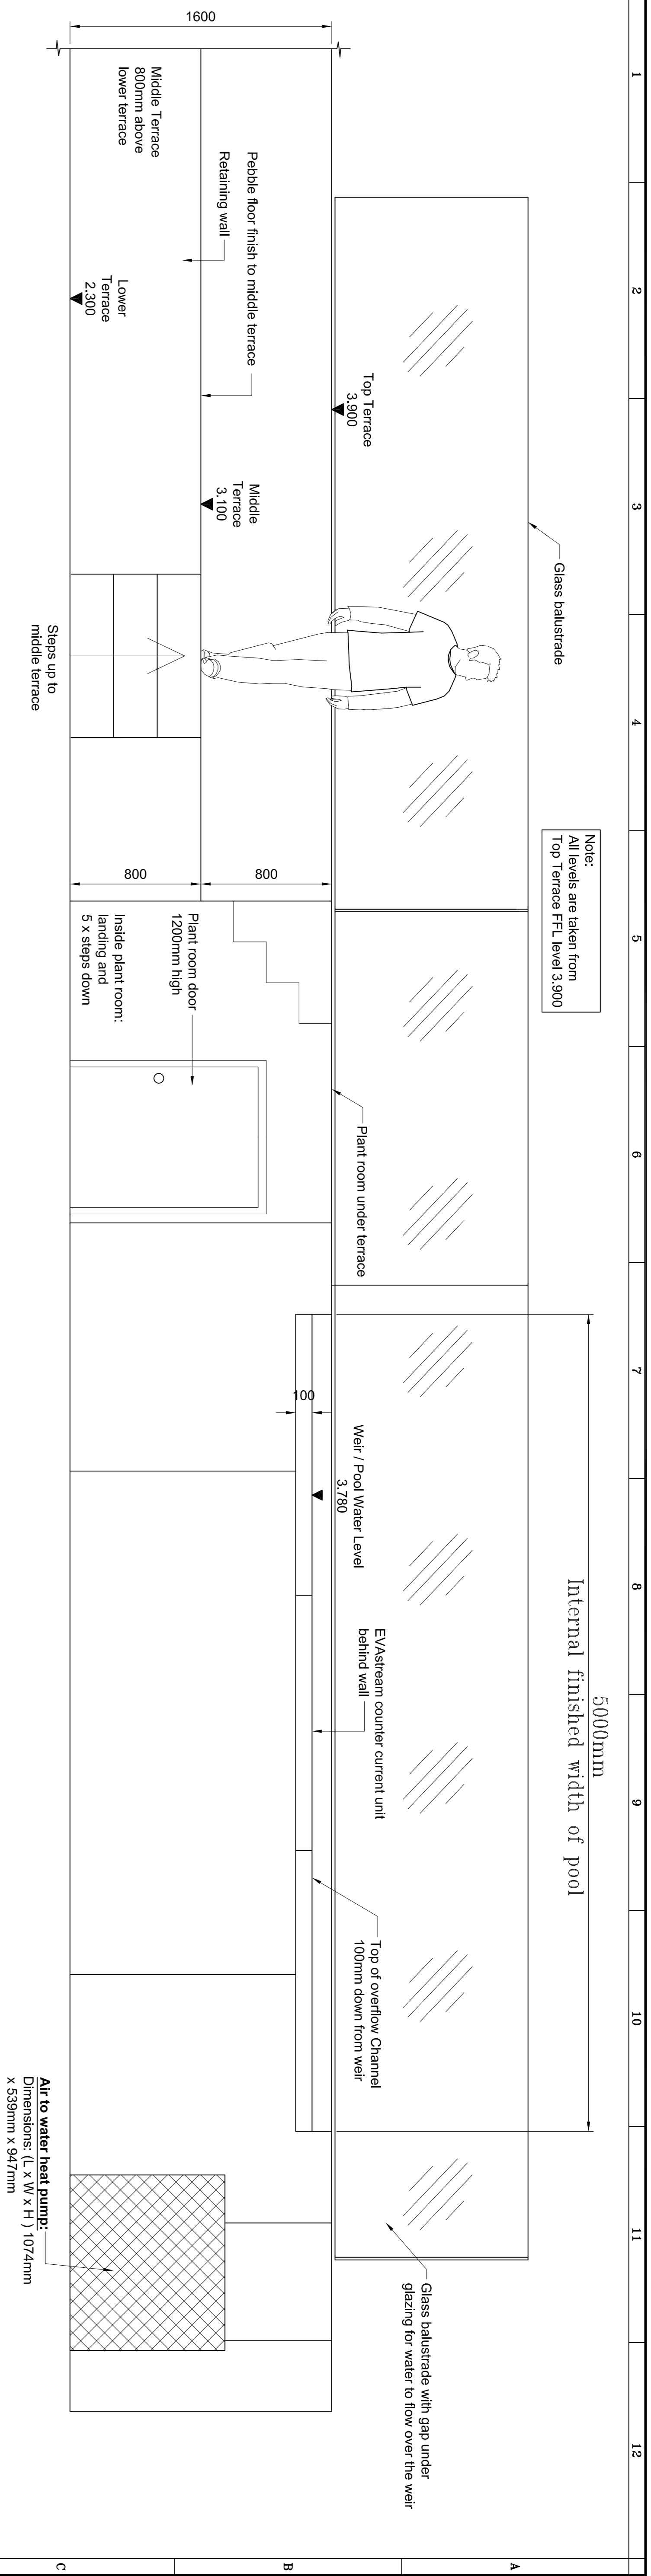 1
2
3
4
5
6
7
8
9
10
11
12
A
B
C
Note:
All levels are taken from
Top Terrace FFL level 3.900
5000mm
Internal finished width of pool
Glass balustrade
Glass balustrade with gap under
glazing for water to flow over the weir
1600
Top Terrace
3.900
Plant room under terrace
Weir / Pool Water Level
3.780
EVAstream counter current unit
behind wall
Top of overflow Channel
100mm down from weir
100
Pebble floor finish to middle terrace
Retaining wall
Middle
Terrace
3.100
800
800
Plant room door
1200mm high
Inside plant room:
landing and
5 x steps down
Middle Terrace
800mm above
lower terrace
Lower
Terrace
2.300
Steps up to
middle terrace
Air to water heat pump:
Dimensions: (L x W x H ) 1074mm
x 539mm x 947mm